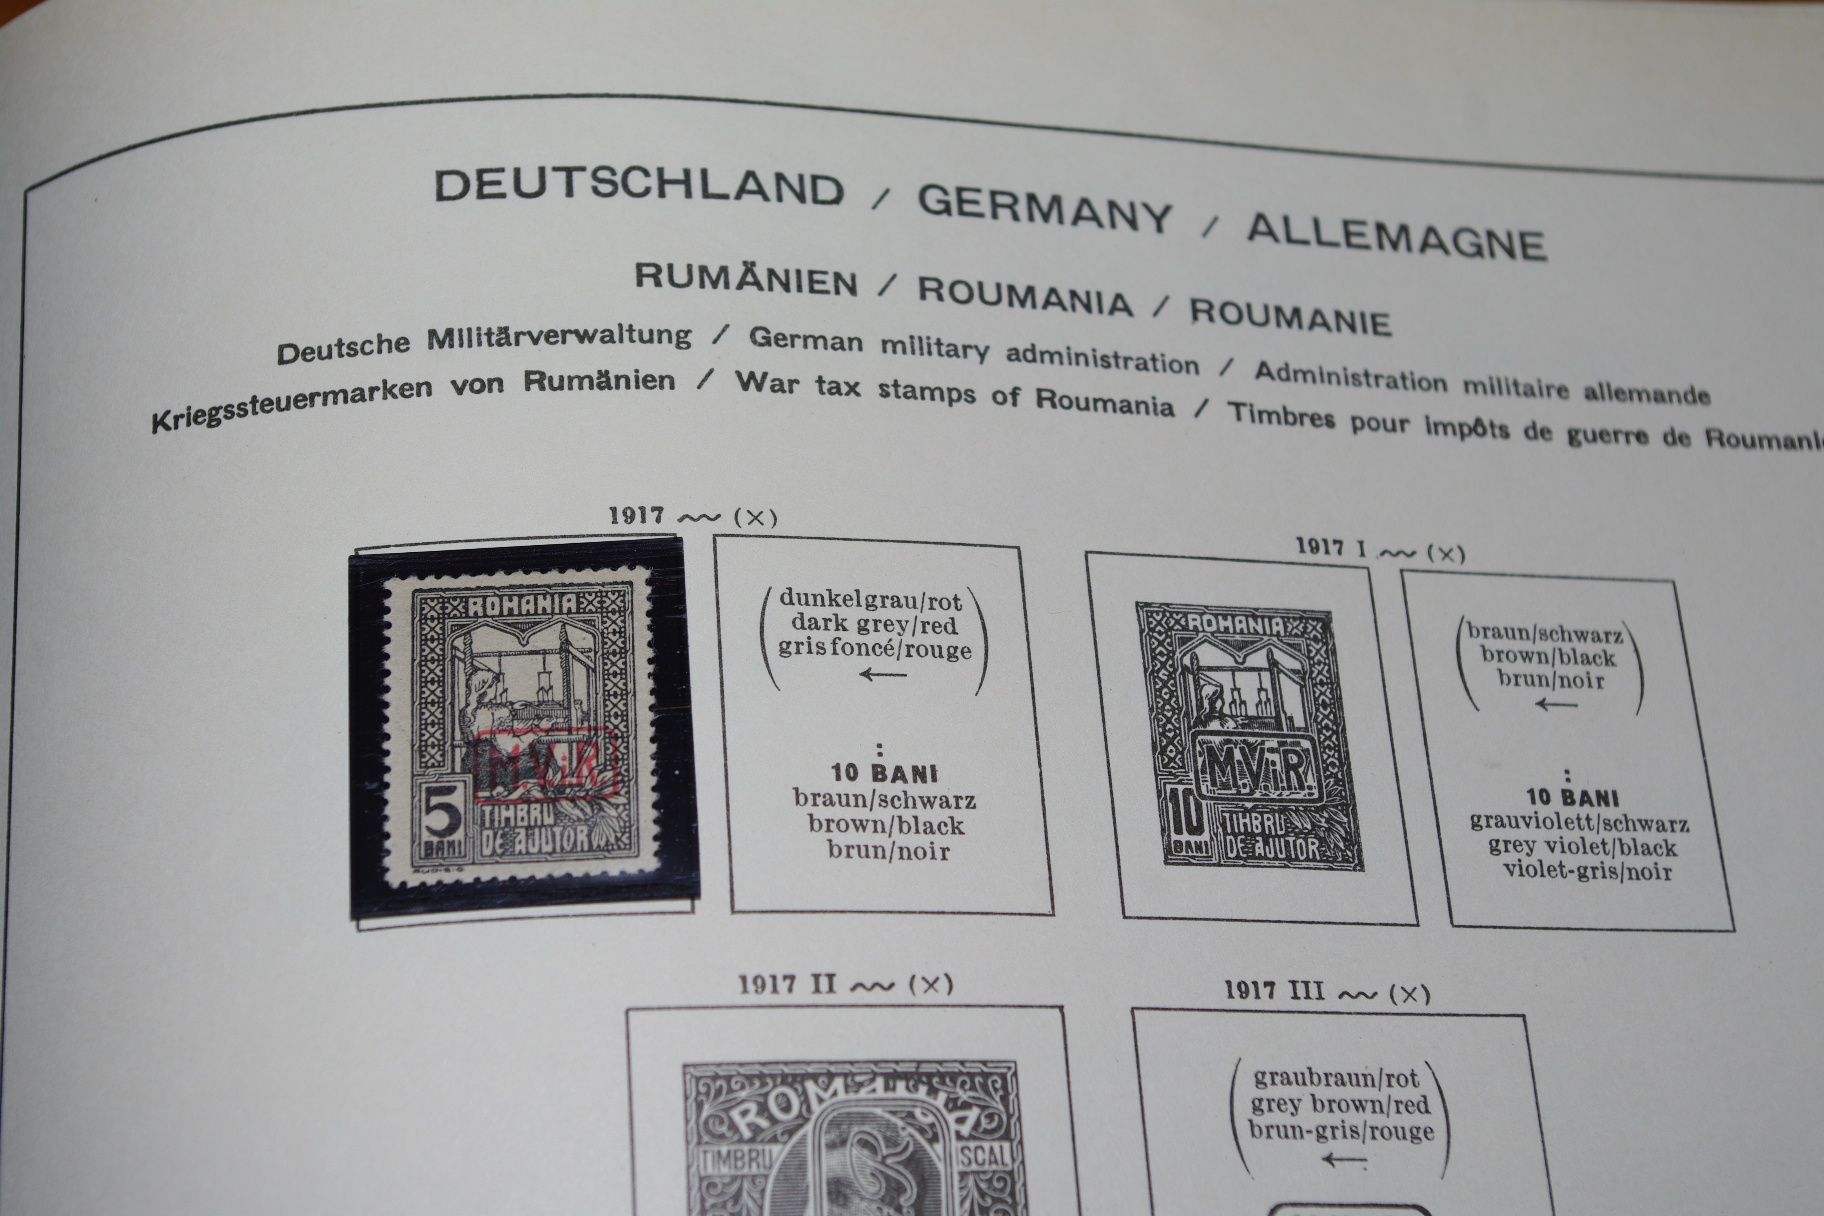 DEUTSCHLAND / GERMANY / ALLEMAGNE
RUMÄNIEN / ROUMANIA / ROUMANIE
Deutsche Militärverwaltung / German military administration / Administration militaire allemande
Kriegssteuermarken von Rumänien / War tax stamps of Roumania / Timbres pour impôts de guerre de Roumanie
1917 ~ (×)
ROMANIA
M.V.i.R
5
BANI
TIMBRU
DE AJUTOR
(dunkelgrau/rot
dark grey/red
gris foncé/rouge)
←
:
10 BANI
braun/schwarz
brown/black
brun/noir
1917 I ~ (×)
ROMANIA
M.V.i.R
10
BANI
TIMBRU
DE AJUTOR
(braun/schwarz
brown/black
brun/noir)
←
:
10 BANI
grauviolett/schwarz
grey violet/black
violet-gris/noir
1917 II ~ (×)
ROMANIA
TIMBRU
ISCAL
1917 III ~ (×)
(graubraun/rot
grey brown/red
brun-gris/rouge)
←